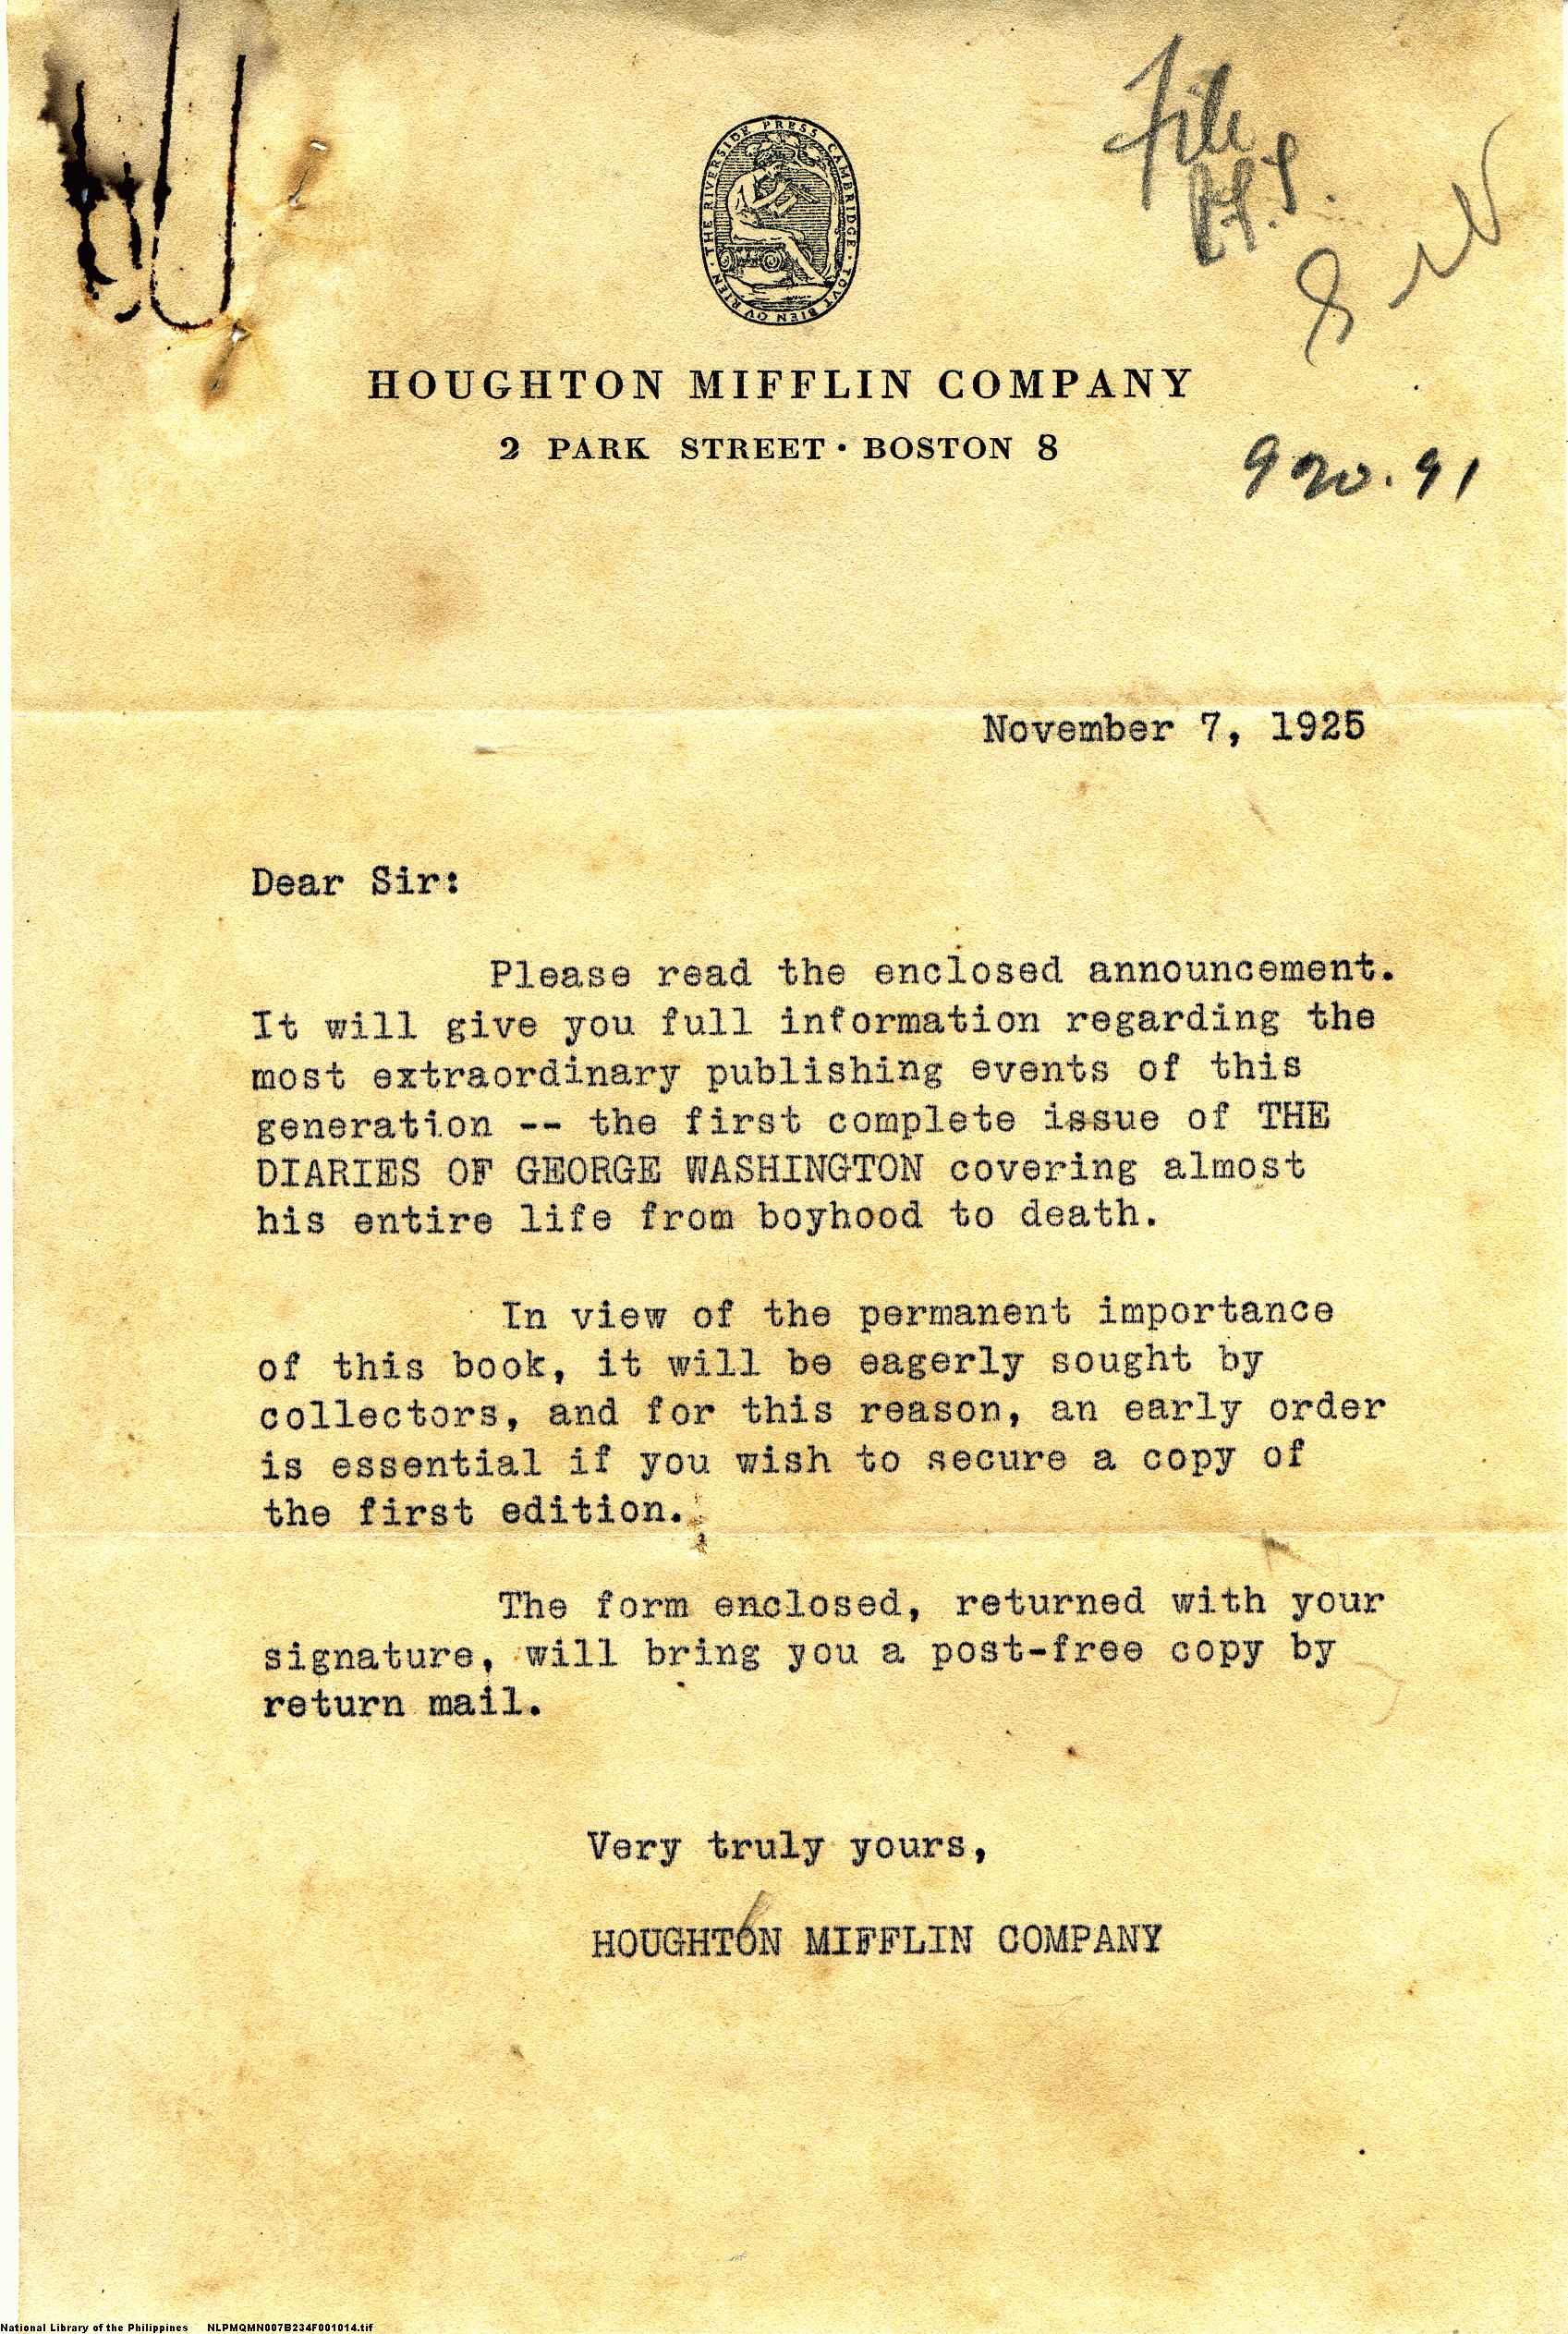 THE RIVERSIDE PRESS CAMBRIDGE · TOVT BIEN OV RIEN ·
File
HOUGHTON MIFFLIN COMPANY
2 PARK STREET · BOSTON 8
920.91
November 7, 1925
Dear Sir:
Please read the enclosed announcement.
It will give you full information regarding the
most extraordinary publishing events of this
generation -- the first complete issue of THE
DIARIES OF GEORGE WASHINGTON covering almost
his entire life from boyhood to death.
In view of the permanent importance
of this book, it will be eagerly sought by
collectors, and for this reason, an early order
is essential if you wish to secure a copy of
the first edition.
The form enclosed, returned with your
signature, will bring you a post-free copy by
return mail.
Very truly yours,
HOUGHTON MIFFLIN COMPANY
National Library of the Philippines NLPMQMN007B234F001014.tif